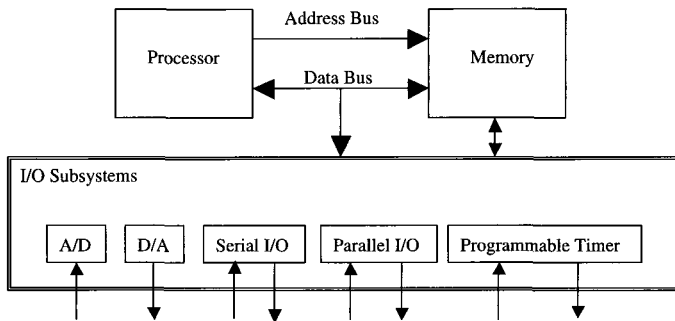 Address Bus
Processor
Memory
Data Bus
I/O Subsystems
A/D
D/A
Serial I/O
Parallel I/O
Programmable Timer